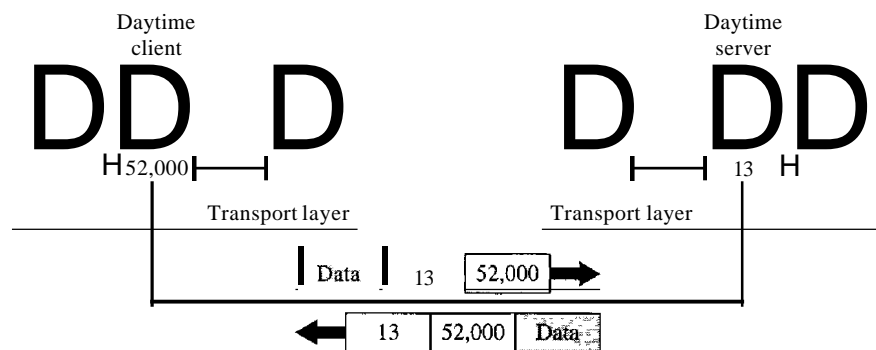 Daytime
client
Daytime
server
DD D
D DD
H 52,000
13 H
Transport layer
Transport layer
Data 13 52,000
13 52,000 Data